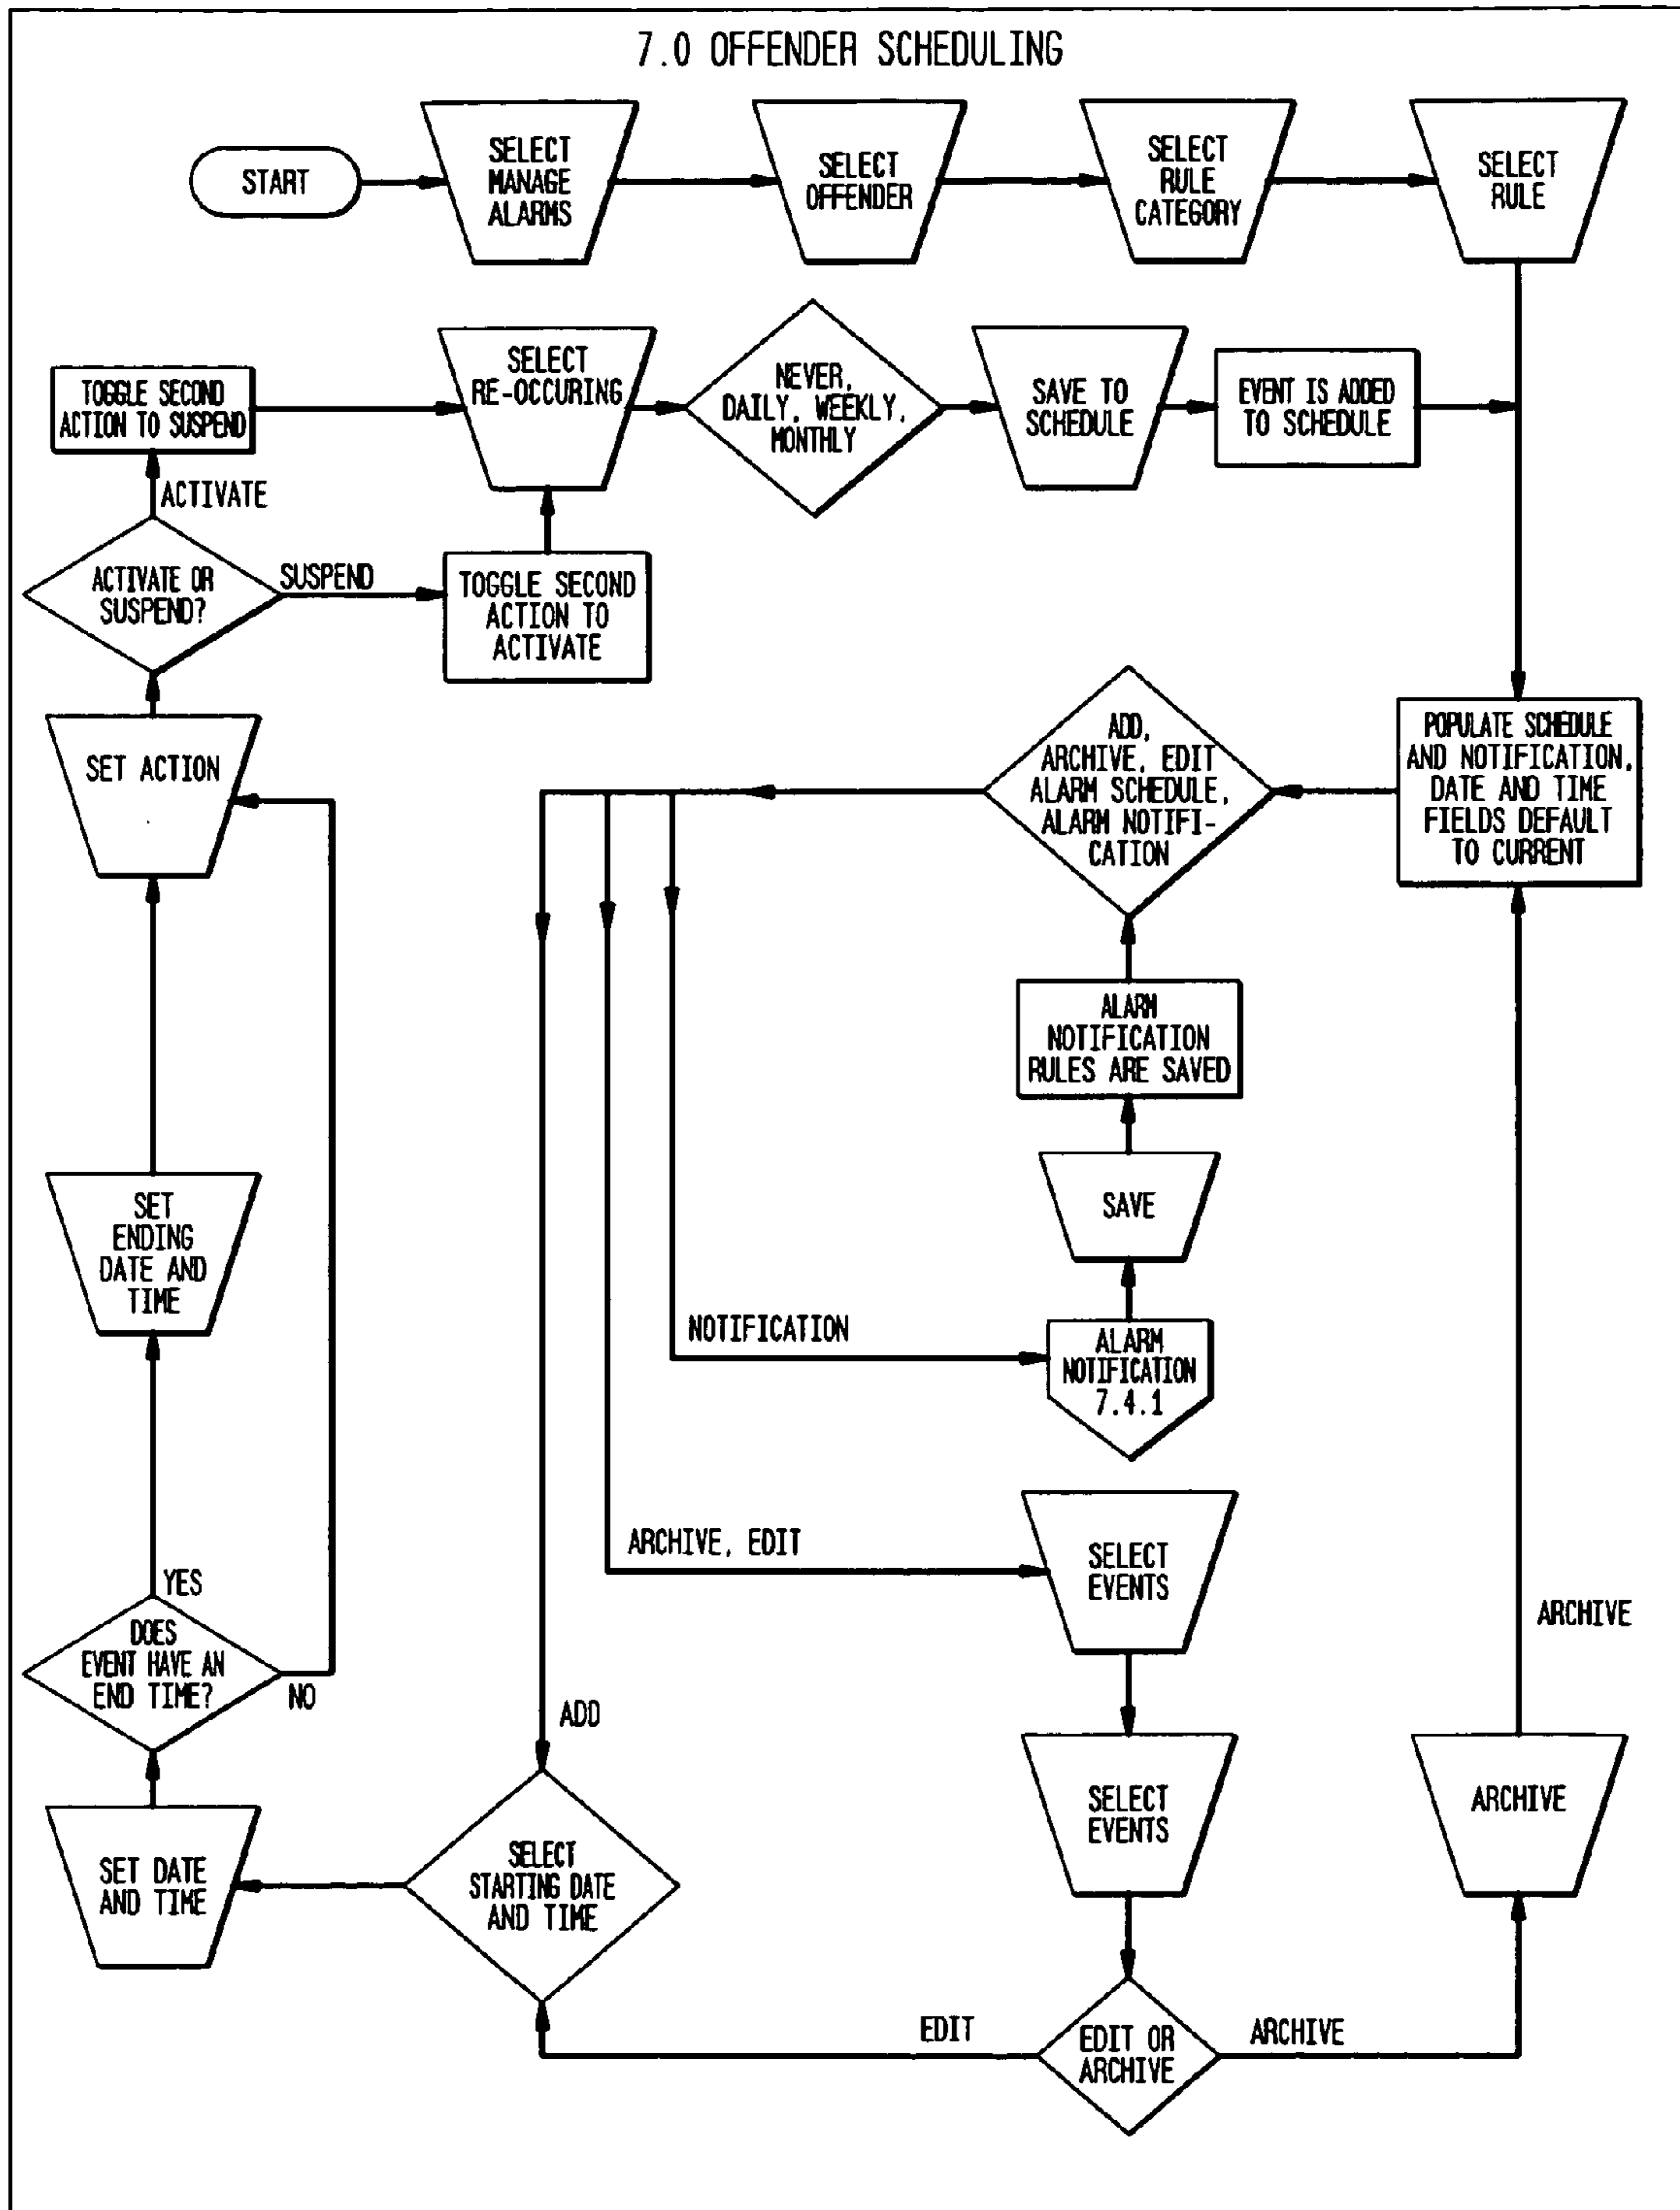 7.0 OFFENDER SCHEDULING
START
SELECT
MANAGE
ALARMS
SELECT
OFFENDER
SELECT
RULE
CATEGORY
SELECT
RULE
TOGGLE SECOND
ACTION TO SUSPEND
SELECT
RE-OCCURING
NEVER,
DAILY, WEEKLY,
MONTHLY
SAVE TO
SCHEDULE
EVENT IS ADDED
TO SCHEDULE
ACTIVATE
ACTIVATE OR
SUSPEND?
SUSPEND
TOGGLE SECOND
ACTION TO
ACTIVATE
SET ACTION
ADD,
ARCHIVE, EDIT
ALARM SCHEDULE,
ALARM NOTIFI-
CATION
POPULATE SCHEDULE
AND NOTIFICATION,
DATE AND TIME
FIELDS DEFAULT
TO CURRENT
ALARM
NOTIFICATION
RULES ARE SAVED
SAVE
SET
ENDING
DATE AND
TIME
NOTIFICATION
ALARM
NOTIFICATION
7.4.1
ARCHIVE, EDIT
SELECT
EVENTS
YES
DOES
EVENT HAVE AN
END TIME?
NO
ARCHIVE
ADD
SELECT
EVENTS
ARCHIVE
SET DATE
AND TIME
SELECT
STARTING DATE
AND TIME
EDIT
EDIT OR
ARCHIVE
ARCHIVE